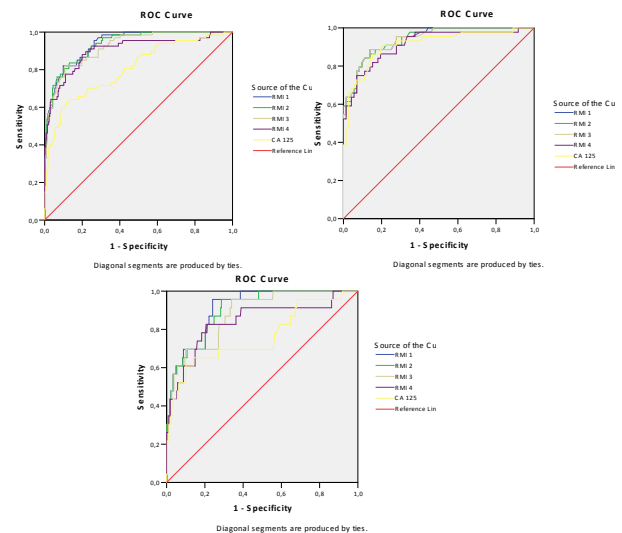 ROC Curve
Sensitivity
1,0
0,8
0,6
0,4
0,2
0,0
0,0 0,2 0,4 0,6 0,8 1,0
1 - Specificity
Source of the Cu
RMI 1
RMI 2
RMI 3
RMI 4
CA 125
Reference Lin
Diagonal segments are produced by ties.
ROC Curve
Sensitivity
1,0
0,8
0,6
0,4
0,2
0,0
0,0 0,2 0,4 0,6 0,8 1,0
1 - Specificity
Source of the Cu
RMI 1
RMI 2
RMI 3
RMI 4
CA 125
Reference Lin
Diagonal segments are produced by ties.
ROC Curve
Sensitivity
1,0
0,8
0,6
0,4
0,2
0,0
0,0 0,2 0,4 0,6 0,8 1,0
1 - Specificity
Source of the Cu
RMI 1
RMI 2
RMI 3
RMI 4
CA 125
Reference Lin
Diagonal segments are produced by ties.